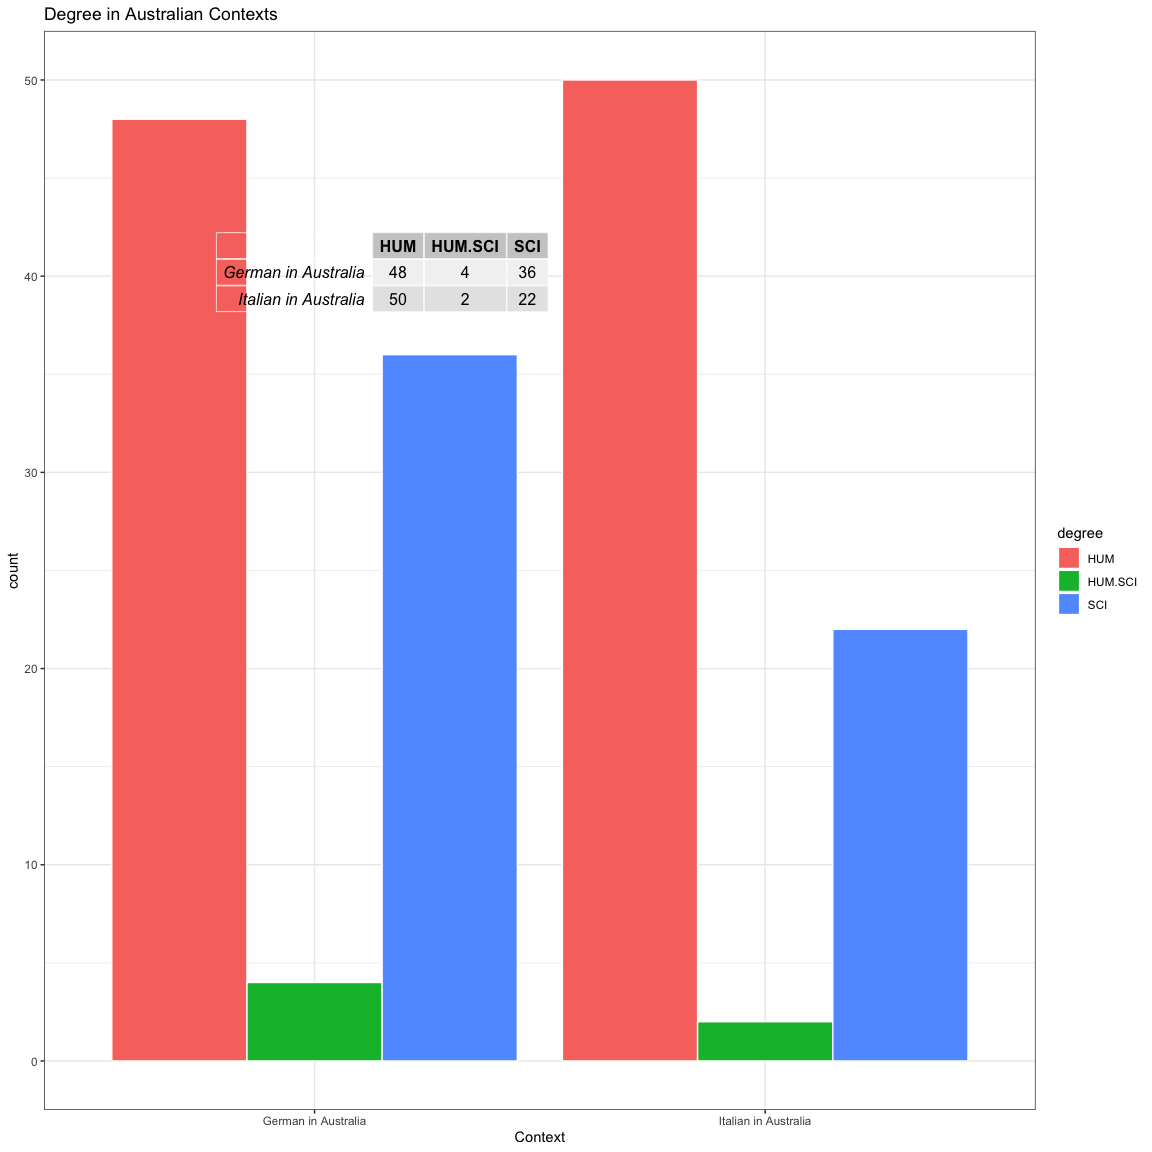 Degree in Australian Contexts
50
40
30
20
10
0
count
HUM HUM.SCI SCI
German in Australia 48 4 36
Italian in Australia 50 2 22
German in Australia Italian in Australia
Context
degree
HUM
HUM.SCI
SCI